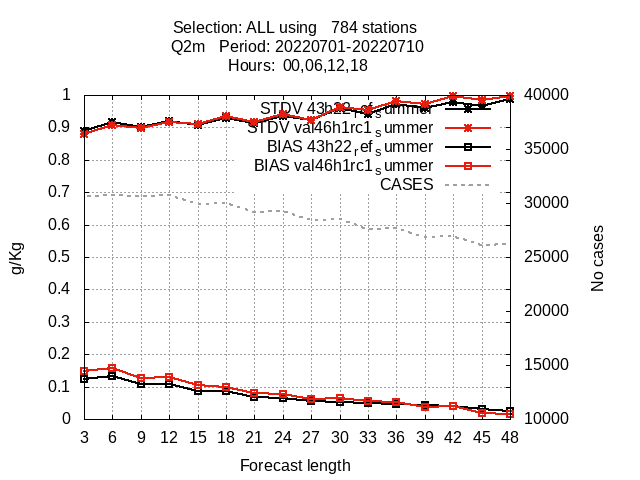 Selection: ALL using 784 stations
Q2m Period: 20220701-20220710
Hours: 00,06,12,18
1 40000
STDV 43h22ref_summer
0.9 STDV val46h1rc1_summer
BIAS 43h22ref_summer 35000
0.8 BIAS val46h1rc1_summer
CASES
0.7 30000
0.6
0.5 25000
0.4
0.3 20000
0.2 15000
0.1
0 10000
3 6 9 12 15 18 21 24 27 30 33 36 39 42 45 48
g/Kg
No cases
Forecast length